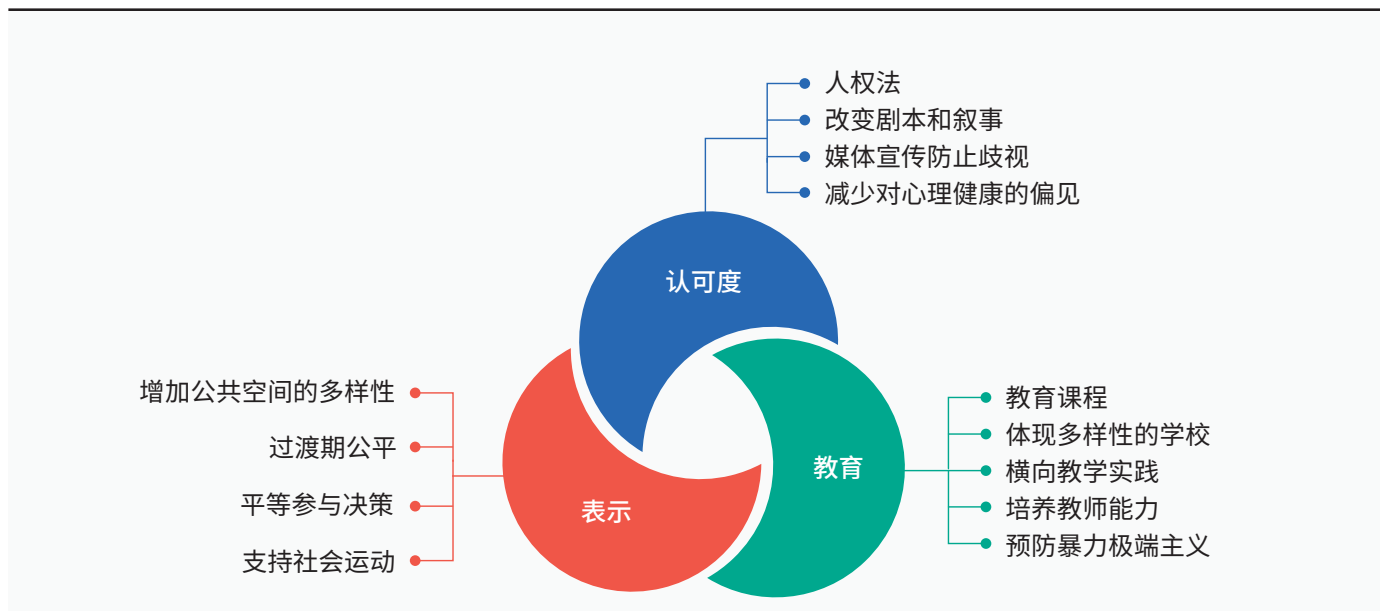 人权法
改变剧本和叙事
媒体宣传防止歧视
减少对心理健康的偏见
认可度
增加公共空间的多样性
过渡期公平
平等参与决策
支持社会运动
表示
教育
教育课程
体现多样性的学校
横向教学实践
培养教师能力
预防暴力极端主义